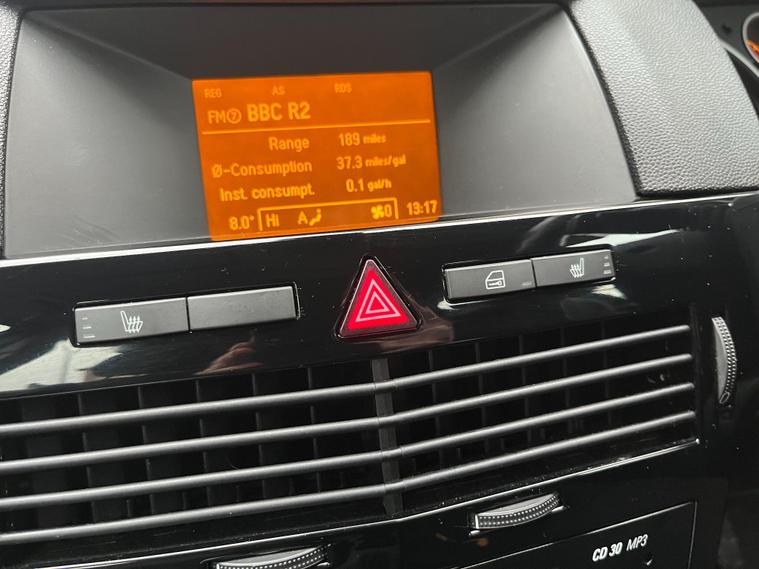 REG AS RDS
FM⑦ BBC R2
Range 189 miles
Ø-Consumption 37.3 miles/gal
Inst. consumpt. 0.1 gal/h
8.0° Hi A 0 13:17
CD 30 MP3